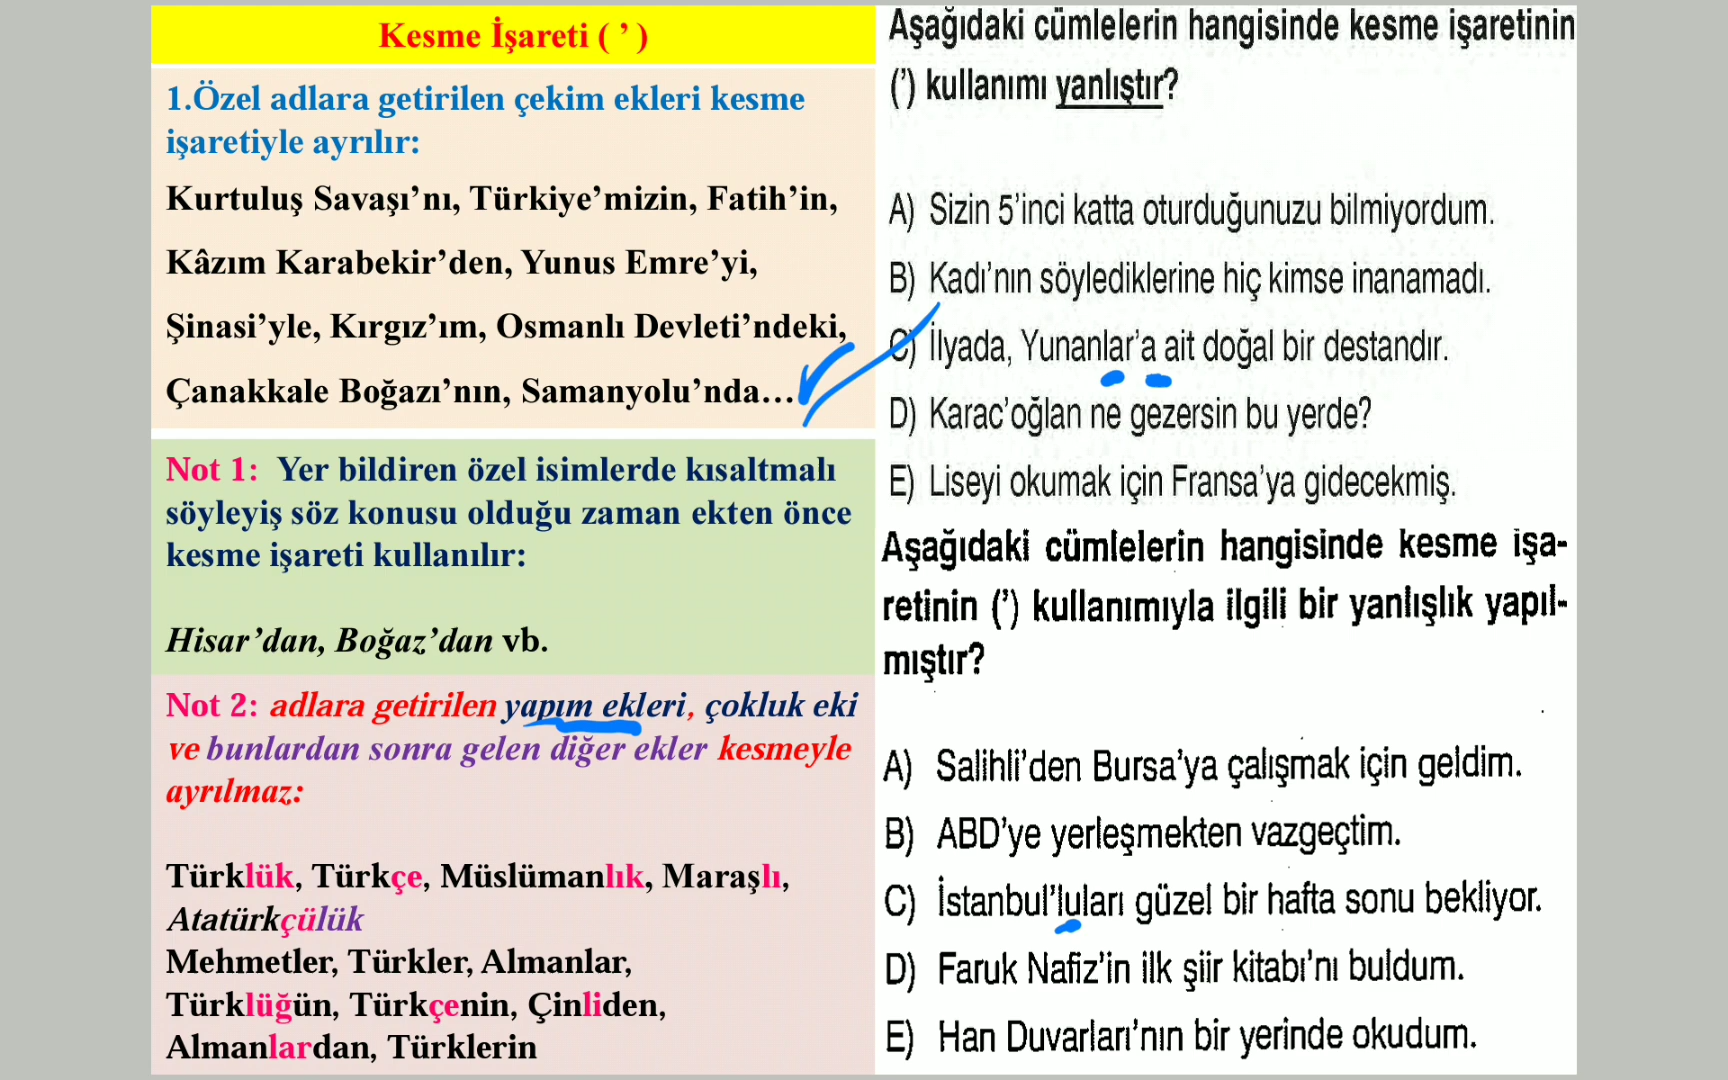 Kesme İşareti ( ’ )
1.Özel adlara getirilen çekim ekleri kesme
işaretiyle ayrılır:
Kurtuluş Savaşı’nı, Türkiye’mizin, Fatih’in,
Kâzım Karabekir’den, Yunus Emre’yi,
Şinasi’yle, Kırgız’ım, Osmanlı Devleti’ndeki,
Çanakkale Boğazı’nın, Samanyolu’nda…
Not 1: Yer bildiren özel isimlerde kısaltmalı
söyleyiş söz konusu olduğu zaman ekten önce
kesme işareti kullanılır:
Hisar’dan, Boğaz’dan vb.
Not 2: adlara getirilen yapım ekleri, çokluk eki
ve bunlardan sonra gelen diğer ekler kesmeyle
ayrılmaz:
Türklük, Türkçe, Müslümanlık, Maraşlı,
Atatürkçülük
Mehmetler, Türkler, Almanlar,
Türklüğün, Türkçenin, Çinliden,
Almanlardan, Türklerin
Aşağıdaki cümlelerin hangisinde kesme işaretinin
(’) kullanımı yanlıştır?
A) Sizin 5’inci katta oturduğunuzu bilmiyordum.
B) Kadı’nın söylediklerine hiç kimse inanamadı.
C) İlyada, Yunanlar’a ait doğal bir destandır.
D) Karac’oğlan ne gezersin bu yerde?
E) Liseyi okumak için Fransa’ya gidecekmiş.
Aşağıdaki cümlelerin hangisinde kesme işa-
retinin (’) kullanımıyla ilgili bir yanlışlık yapıl-
mıştır?
A) Salihli’den Bursa’ya çalışmak için geldim.
B) ABD’ye yerleşmekten vazgeçtim.
C) İstanbul’luları güzel bir hafta sonu bekliyor.
D) Faruk Nafiz’in ilk şiir kitabı’nı buldum.
E) Han Duvarları’nın bir yerinde okudum.